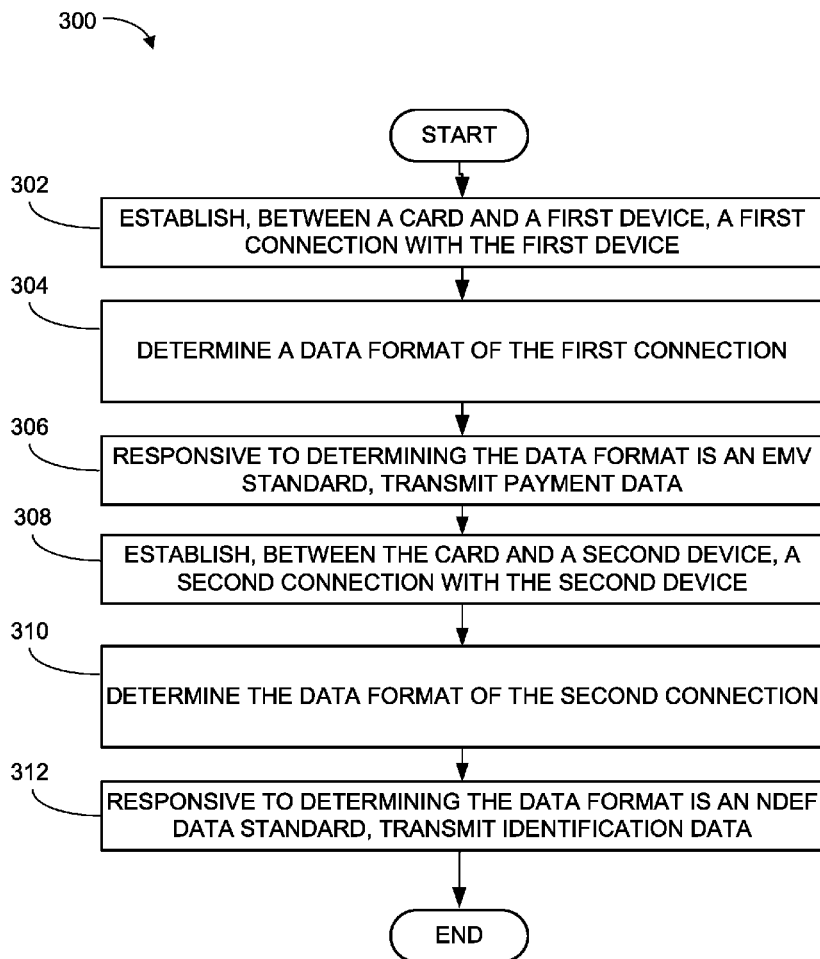 300
START
302
ESTABLISH, BETWEEN A CARD AND A FIRST DEVICE, A FIRST
CONNECTION WITH THE FIRST DEVICE
304
DETERMINE A DATA FORMAT OF THE FIRST CONNECTION
306
RESPONSIVE TO DETERMINING THE DATA FORMAT IS AN EMV
STANDARD, TRANSMIT PAYMENT DATA
308
ESTABLISH, BETWEEN THE CARD AND A SECOND DEVICE, A
SECOND CONNECTION WITH THE SECOND DEVICE
310
DETERMINE THE DATA FORMAT OF THE SECOND CONNECTION
312
RESPONSIVE TO DETERMINING THE DATA FORMAT IS AN NDEF
DATA STANDARD, TRANSMIT IDENTIFICATION DATA
END